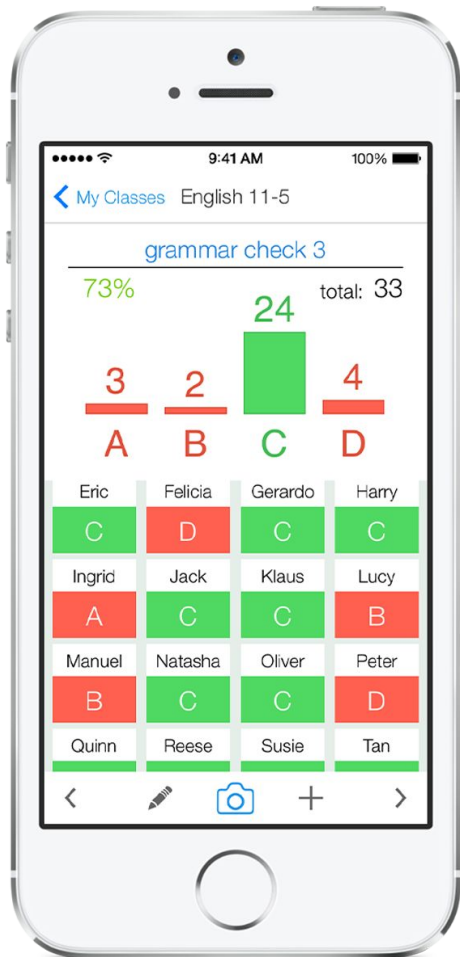 9:41 AM 100%
My Classes English 11-5
grammar check 3
73% total: 33
24
3 2 4
A B C D
Eric Felicia Gerardo Harry
C D C C
Ingrid Jack Klaus Lucy
A C C B
Manuel Natasha Oliver Peter
B C C D
Quinn Reese Susie Tan